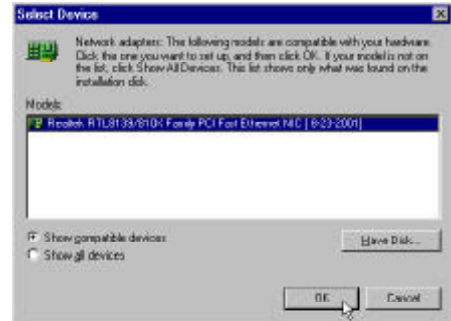 Select Device
Network adapters: The following models are compatible with your hardware.
Click the one you want to set up, and then click OK. If your model is not on
the list, click Show All Devices. This list shows only what was found on the
installation disk.
Models:
Realtek RTL8139/810X Family PCI Fast Ethernet NIC [ 8-23-2001]
Show compatible devices
Have Disk...
Show all devices
OK
Cancel